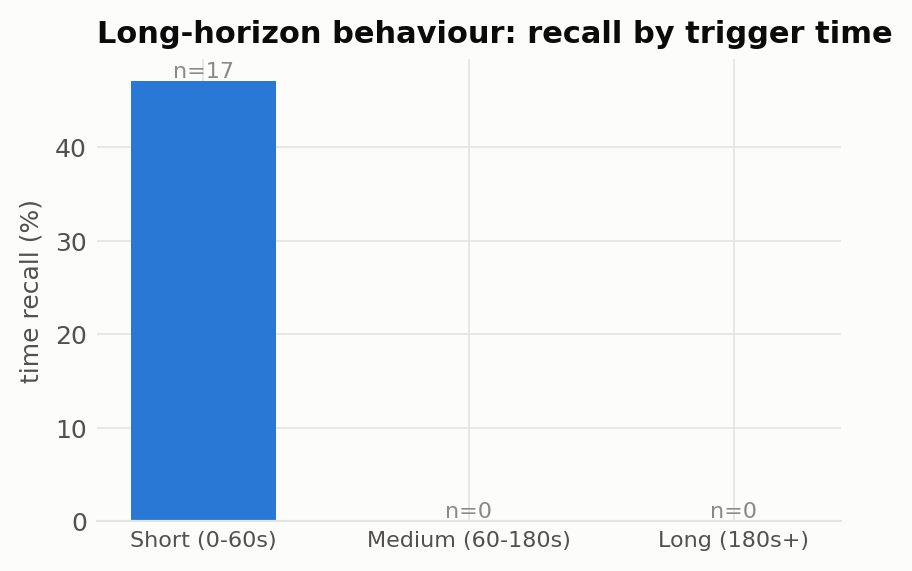 Long-horizon behaviour: recall by trigger time
n=17
n=0
n=0
time recall (%)
40
30
20
10
0
Short (0-60s)
Medium (60-180s)
Long (180s+)